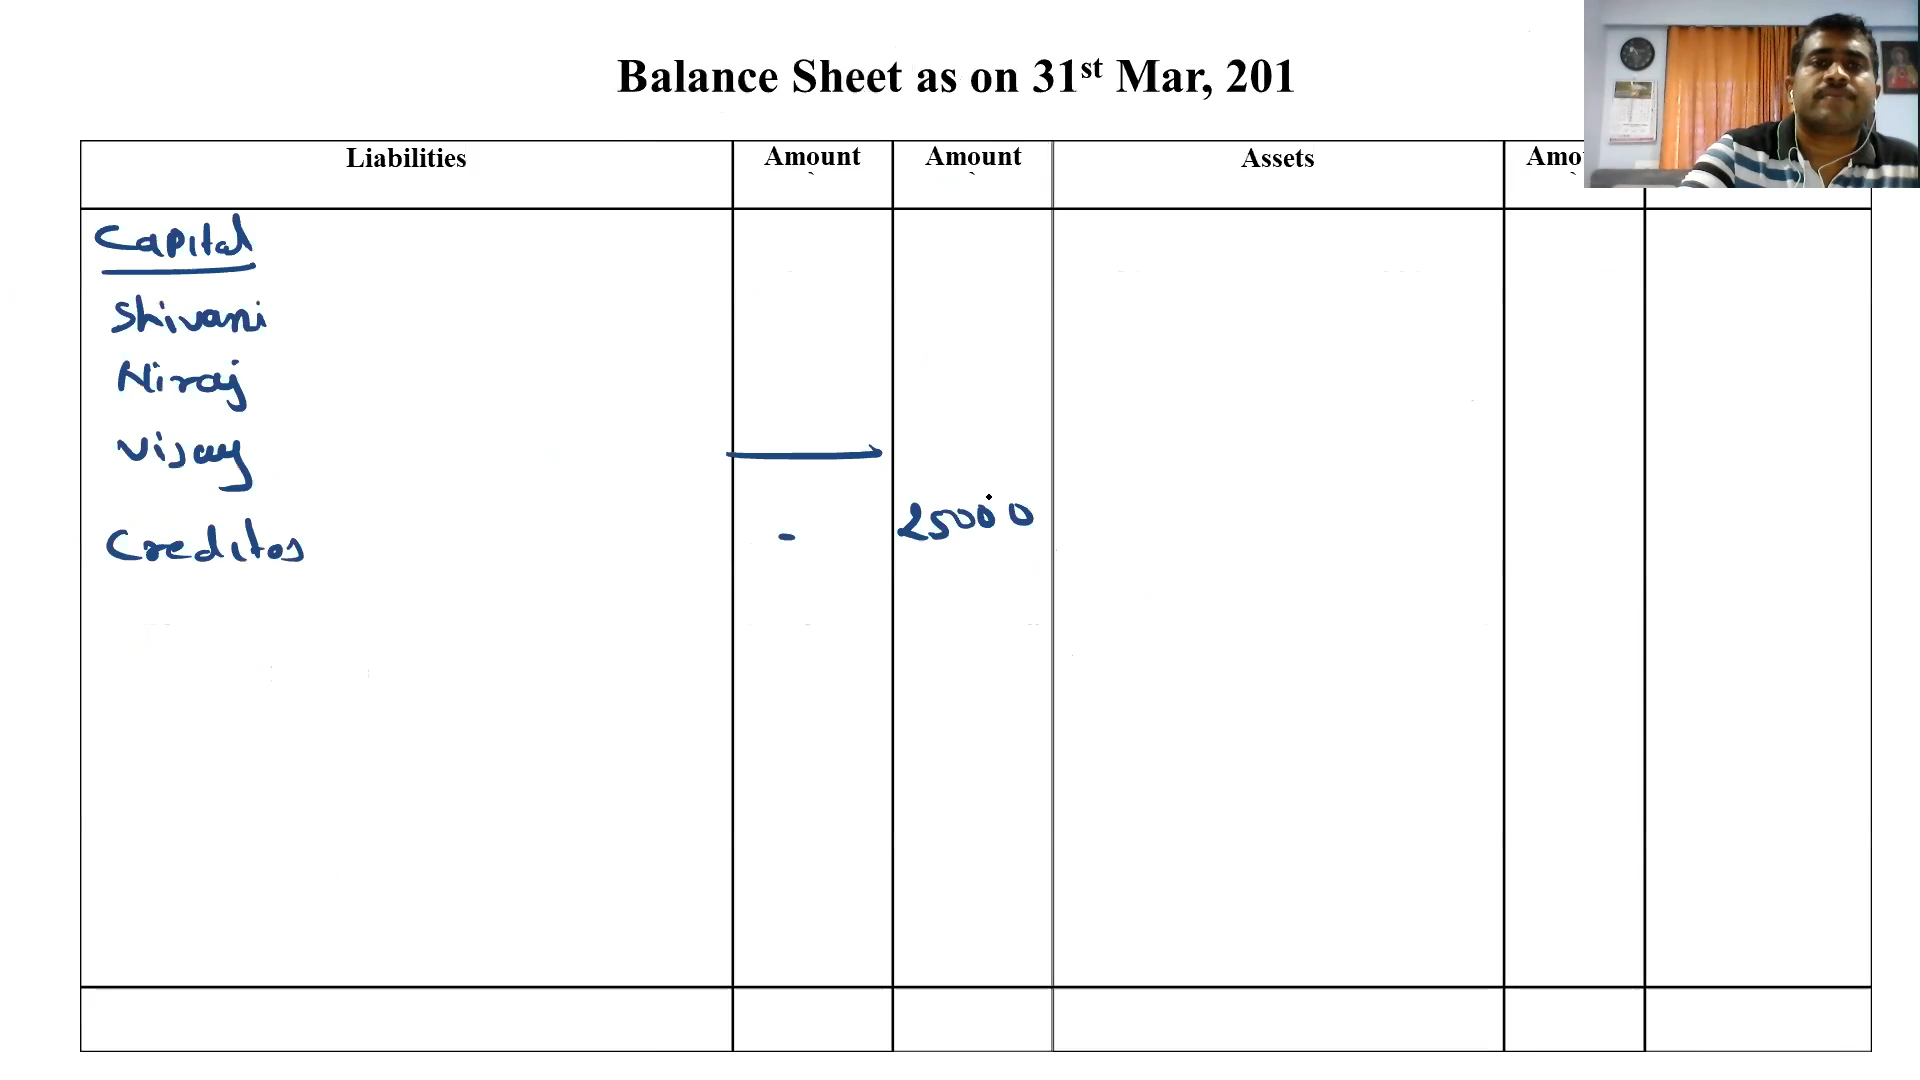 Balance Sheet as on 31st Mar, 201
Liabilities Amount Amount Assets Amo
Capital
Shivani
Niraj
Vijay
Creditos - 25000